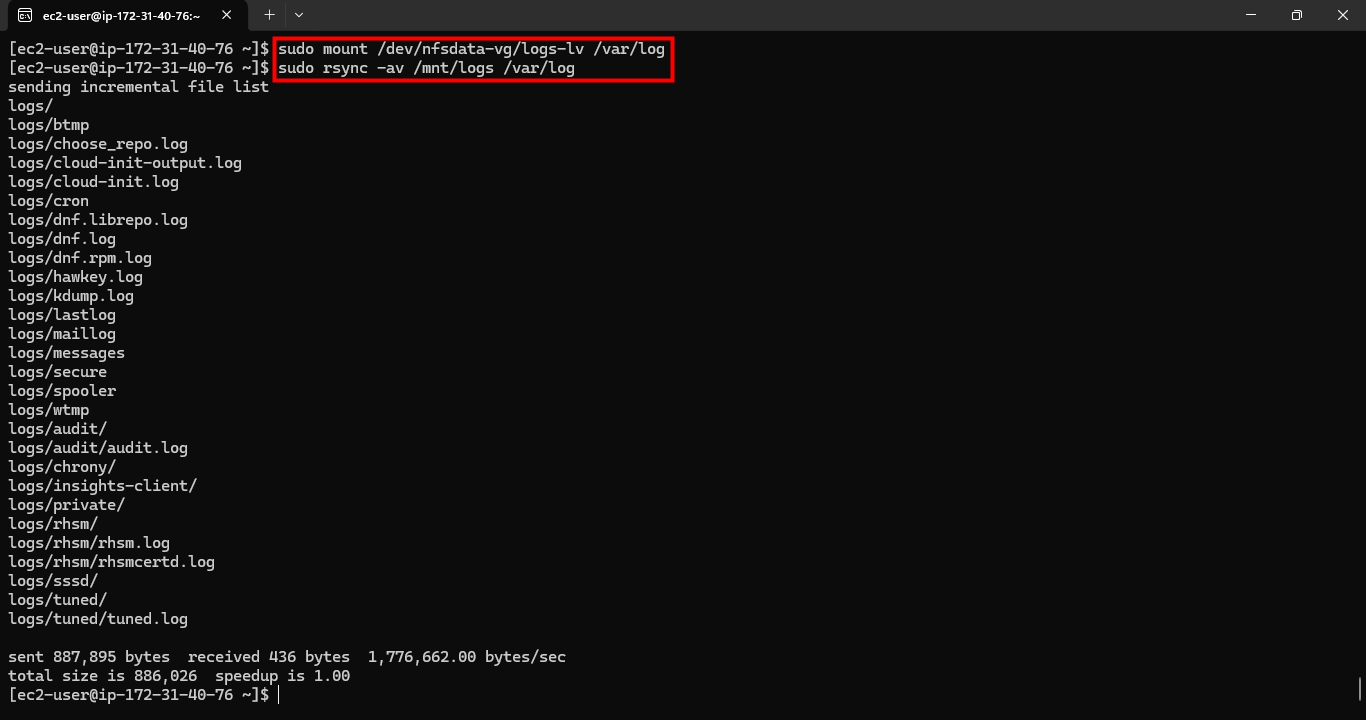 ec2-user@ip-172-31-40-76:~
[ec2-user@ip-172-31-40-76 ~]$ sudo mount /dev/nfsdata-vg/logs-lv /var/log
[ec2-user@ip-172-31-40-76 ~]$ sudo rsync -av /mnt/logs /var/log
sending incremental file list
logs/
logs/btmp
logs/choose_repo.log
logs/cloud-init-output.log
logs/cloud-init.log
logs/cron
logs/dnf.librepo.log
logs/dnf.log
logs/dnf.rpm.log
logs/hawkey.log
logs/kdump.log
logs/lastlog
logs/maillog
logs/messages
logs/secure
logs/spooler
logs/wtmp
logs/audit/
logs/audit/audit.log
logs/chrony/
logs/insights-client/
logs/private/
logs/rhsm/
logs/rhsm/rhsm.log
logs/rhsm/rhsmcertd.log
logs/sssd/
logs/tuned/
logs/tuned/tuned.log
sent 887,895 bytes  received 436 bytes  1,776,662.00 bytes/sec
total size is 886,026  speedup is 1.00
[ec2-user@ip-172-31-40-76 ~]$